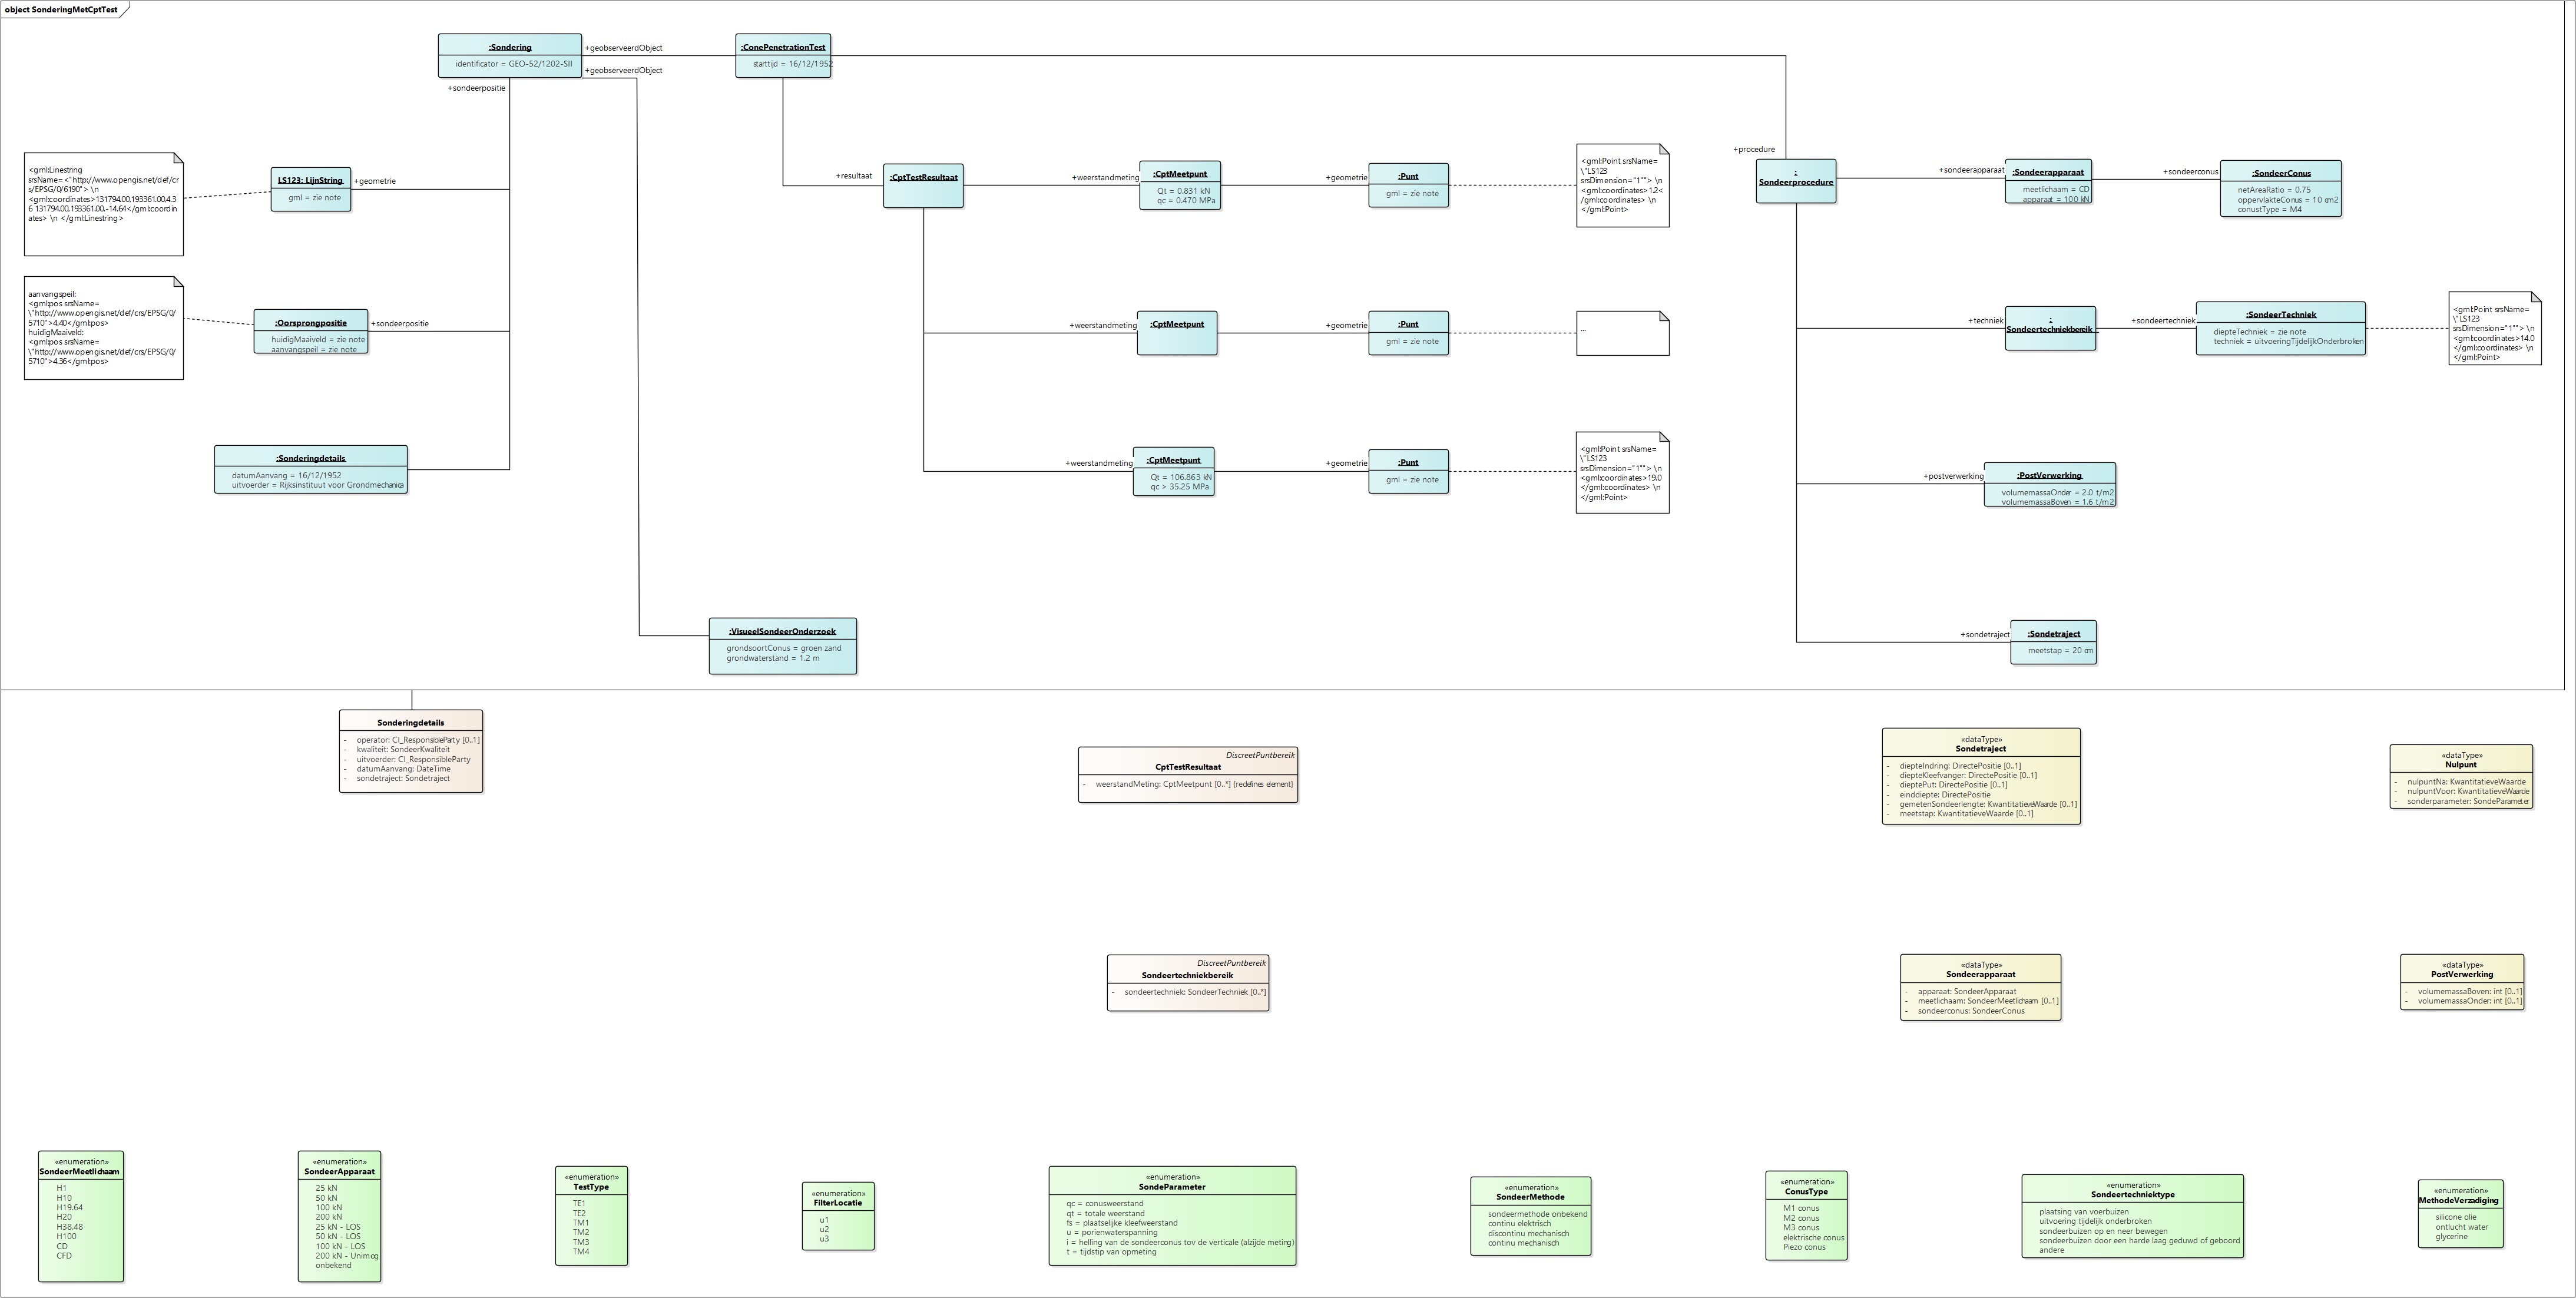 object SonderingMetCptTest
:Sondering
identificator = GEO-52/1202-SII
+geobserveerdObject
+geobserveerdObject
+sondeerpositie
:ConePenetrationTest
starttijd = 16/12/1952
<gml:Linestring
srsName= <"http://www.opengis.net/def/cr
s/EPSG/0/6190"> \n
<gml:coordinates>131794.00,193361.00,4.3
6 131794.00,193361.00,-14.64</gml:coordin
ates> \n </gml:Linestring>
LS123: LijnString
gml = zie note
+geometrie
aanvangspeil:
<gml:pos srsName=
\"http://www.opengis.net/def/crs/EPSG/0/
5710">4.40</gml:pos>
huidigMaaiveld:
<gml:pos srsName=
\"http://www.opengis.net/def/crs/EPSG/0/
5710">4.36</gml:pos>
:Oorsprongpositie
huidigMaaiveld = zie note
aanvangspeil = zie note
+sondeerpositie
:Sonderingdetails
datumAanvang = 16/12/1952
uitvoerder = Rijksinstituut voor Grondmechanica
+resultaat
:CptTestResultaat
+weerstandmeting
:CptMeetpunt
Qt = 0.831 kN
qc = 0.470 MPa
+geometrie
:Punt
gml = zie note
<gml:Point srsName=
\"LS123
srsDimension="1""> \n
<gml:coordinates>1.2<
/gml:coordinates> \n
</gml:Point>
+weerstandmeting
:CptMeetpunt
+geometrie
:Punt
gml = zie note
...
+weerstandmeting
:CptMeetpunt
Qt = 106.863 kN
qc > 35.25 MPa
+geometrie
:Punt
gml = zie note
<gml:Point srsName=
\"LS123
srsDimension="1""> \n
<gml:coordinates>19.0
</gml:coordinates> \n
</gml:Point>
:VisueelSondeerOnderzoek
grondsoortConus = groen zand
grondwaterstand = 1.2 m
+procedure
:
Sondeerprocedure
+sondeerapparaat
:Sondeerapparaat
meetlichaam = CD
apparaat = 100 kN
+sondeerconus
:SondeerConus
netAreaRatio = 0.75
oppervlakteConus = 10 cm2
conustType = M4
+techniek
:
Sondeertechniekbereik
+sondeertechniek
:SondeerTechniek
diepteTechniek = zie note
techniek = uitvoeringTijdelijkOnderbroken
<gml:Point srsName=
\"LS123
srsDimension="1""> \n
<gml:coordinates>14.0
</gml:coordinates> \n
</gml:Point>
+postverwerking
:PostVerwerking
volumemassaOnder = 2.0 t/m2
volumemassaBoven = 1.6 t/m2
+sondetraject
:Sondetraject
meetstap = 20 cm
Sonderingdetails
- operator: CI_ResponsibleParty [0..1]
- kwaliteit: SondeerKwaliteit
- uitvoerder: CI_ResponsibleParty
- datumAanvang: DateTime
- sondetraject: Sondetraject
DiscreetPuntbereik
CptTestResultaat
- weerstandMeting: CptMeetpunt [0..*] {redefines element}
«dataType»
Sondetraject
- diepteIndring: DirectePositie [0..1]
- diepteKleefvanger: DirectePositie [0..1]
- dieptePut: DirectePositie [0..1]
- einddiepte: DirectePositie
- gemetenSondeerlengte: KwantitatieveWaarde [0..1]
- meetstap: KwantitatieveWaarde [0..1]
«dataType»
Nulpunt
- nulpuntNa: KwantitatieveWaarde
- nulpuntVoor: KwantitatieveWaarde
- sonderparameter: SondeParameter
DiscreetPuntbereik
Sondeertechniekbereik
- sondeertechniek: SondeerTechniek [0..*]
«dataType»
Sondeerapparaat
- apparaat: SondeerApparaat
- meetlichaam: SondeerMeetlichaam [0..1]
- sondeerconus: SondeerConus
«dataType»
PostVerwerking
- volumemassaBoven: int [0..1]
- volumemassaOnder: int [0..1]
«enumeration»
SondeerMeetlichaam
H1
H10
H19.64
H20
H38.48
H100
CD
CFD
«enumeration»
SondeerApparaat
25 kN
50 kN
100 kN
200 kN
25 kN - LOS
50 kN - LOS
100 kN - LOS
200 kN - Unimog
onbekend
«enumeration»
TestType
TE1
TE2
TM1
TM2
TM3
TM4
«enumeration»
FilterLocatie
u1
u2
u3
«enumeration»
SondeParameter
qc = conusweerstand
qt = totale weerstand
fs = plaatselijke kleefweerstand
u = porienwaterspanning
i = helling van de sondeerconus tov de verticale (alzijde meting)
t = tijdstip van opmeting
«enumeration»
SondeerMethode
sondeermethode onbekend
continu elektrisch
discontinu mechanisch
continu mechanisch
«enumeration»
ConusType
M1 conus
M2 conus
M3 conus
elektrische conus
Piezo conus
«enumeration»
Sondeertechniektype
plaatsing van voerbuizen
uitvoering tijdelijk onderbroken
sondeerbuizen op en neer bewegen
sondeerbuizen door een harde laag geduwd of geboord
andere
«enumeration»
MethodeVerzadiging
silicone olie
ontlucht water
glycerine